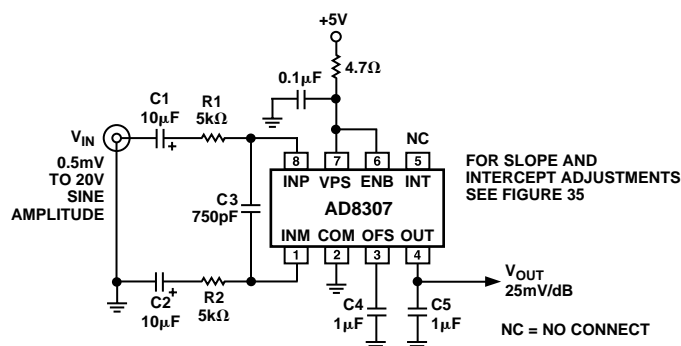 +5V
4.7Ω
0.1µF
C1
10µF
R1
5kΩ
VIN
0.5mV
TO 20V
SINE
AMPLITUDE
C3
750pF
NC
8
7
6
5
INP
VPS
ENB
INT
AD8307
INM
COM
OFS
OUT
1
2
3
4
FOR SLOPE AND
INTERCEPT ADJUSTMENTS
SEE FIGURE 35
C2
10µF
R2
5kΩ
C4
1µF
C5
1µF
VOUT
25mV/dB
NC = NO CONNECT